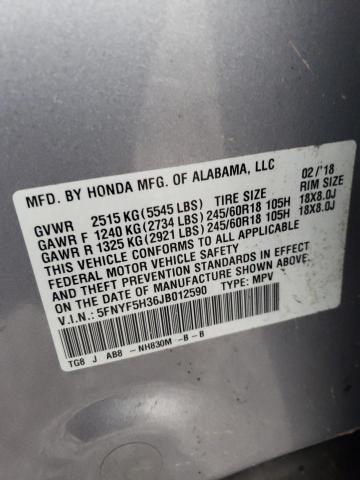 MFD. BY HONDA MFG. OF ALABAMA, LLC 02/'18
GVWR 2515 KG (5545 LBS) TIRE SIZE RIM SIZE
GAWR F 1240 KG (2734 LBS) 245/60R18 105H 18X8.0J
GAWR R 1325 KG (2921 LBS) 245/60R18 105H 18X8.0J
THIS VEHICLE CONFORMS TO ALL APPLICABLE
FEDERAL MOTOR VEHICLE SAFETY, BUMPER,
AND THEFT PREVENTION STANDARDS IN EFFECT
ON THE DATE OF MANUFACTURE SHOWN ABOVE.
V.I.N.: 5FNYF5H36JB012590 TYPE: MPV
TG8 J AB8 -NH830M -B -B